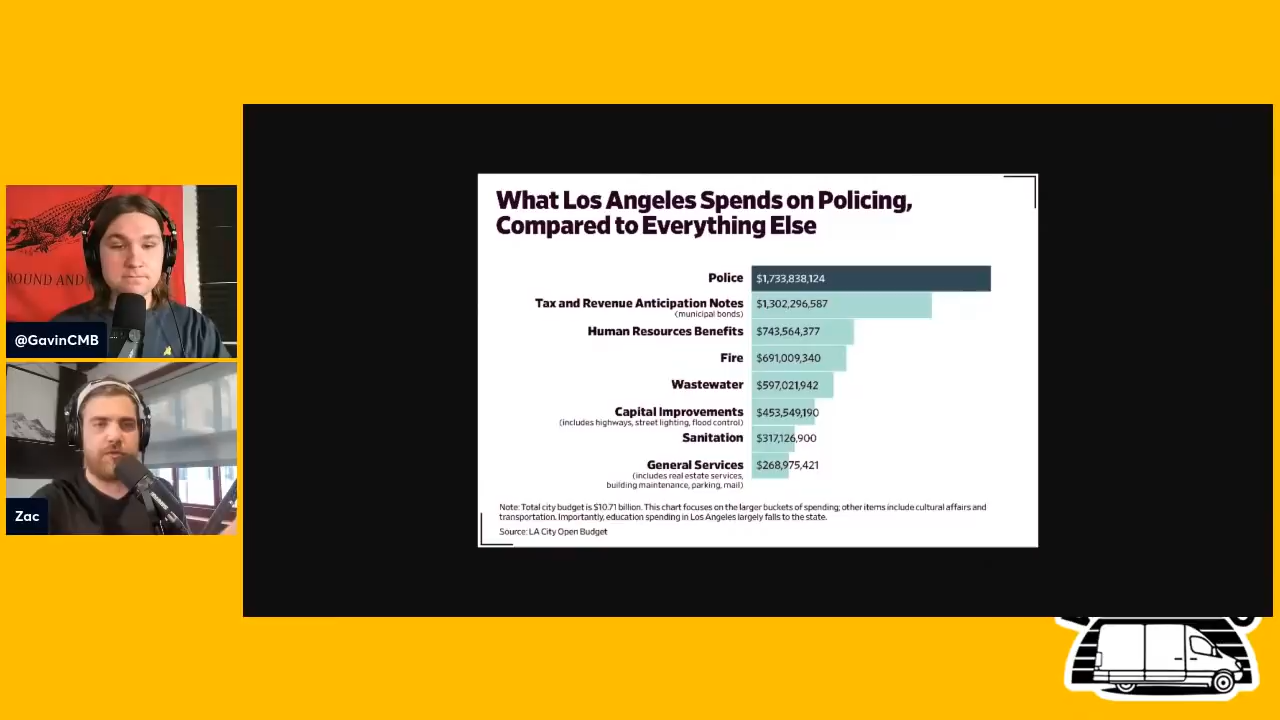 ROUND AND
@GavinCMB
Zac
What Los Angeles Spends on Policing,
Compared to Everything Else
Police $1,733,838,124
Tax and Revenue Anticipation Notes $1,302,296,587
(municipal bonds)
Human Resources Benefits $743,564,377
Fire $691,009,340
Wastewater $597,021,942
Capital Improvements $453,549,190
(includes highways, street lighting, flood control)
Sanitation $317,126,900
General Services $268,975,421
(includes real estate services,
building maintenance, parking, mail)
Note: Total city budget is $10.71 billion. This chart focuses on the larger buckets of spending; other items include cultural affairs and
transportation. Importantly, education spending in Los Angeles largely falls to the state.
Source: LA City Open Budget